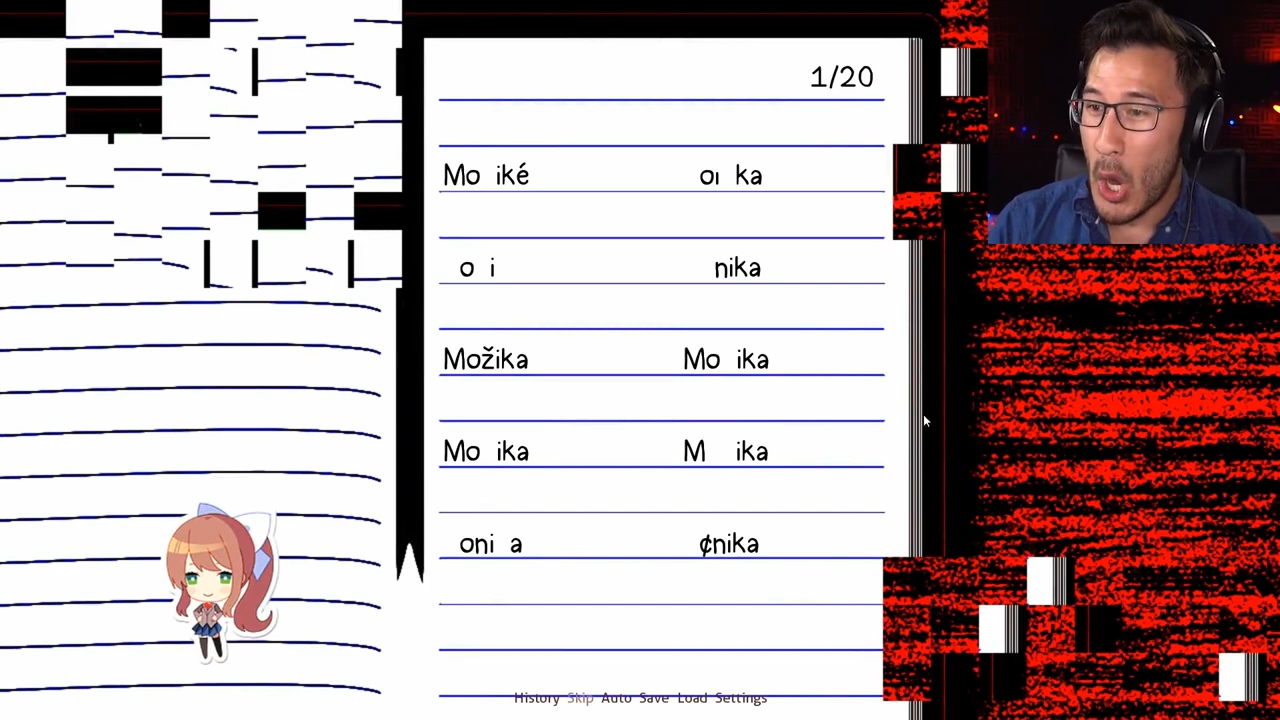 1/20
Mo iké oı ka
o i nika
Možika Mo ika
Mo ika M ika
oni a ¢nika
History Skip Auto Save Load Settings